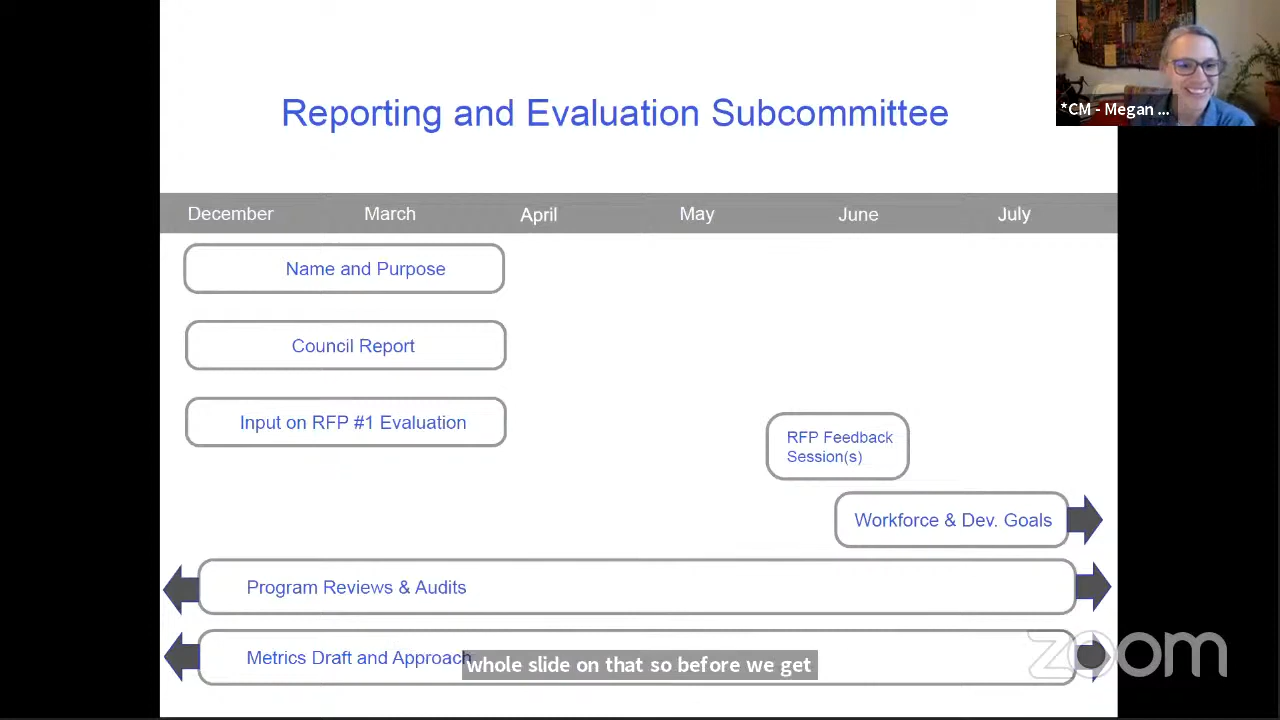 Reporting and Evaluation Subcommittee
*CM - Megan ...
December March April May June July
Name and Purpose
Council Report
Input on RFP #1 Evaluation
RFP Feedback
Session(s)
Workforce & Dev. Goals
Program Reviews & Audits
Metrics Draft and Approach
whole slide on that so before we get
zoom